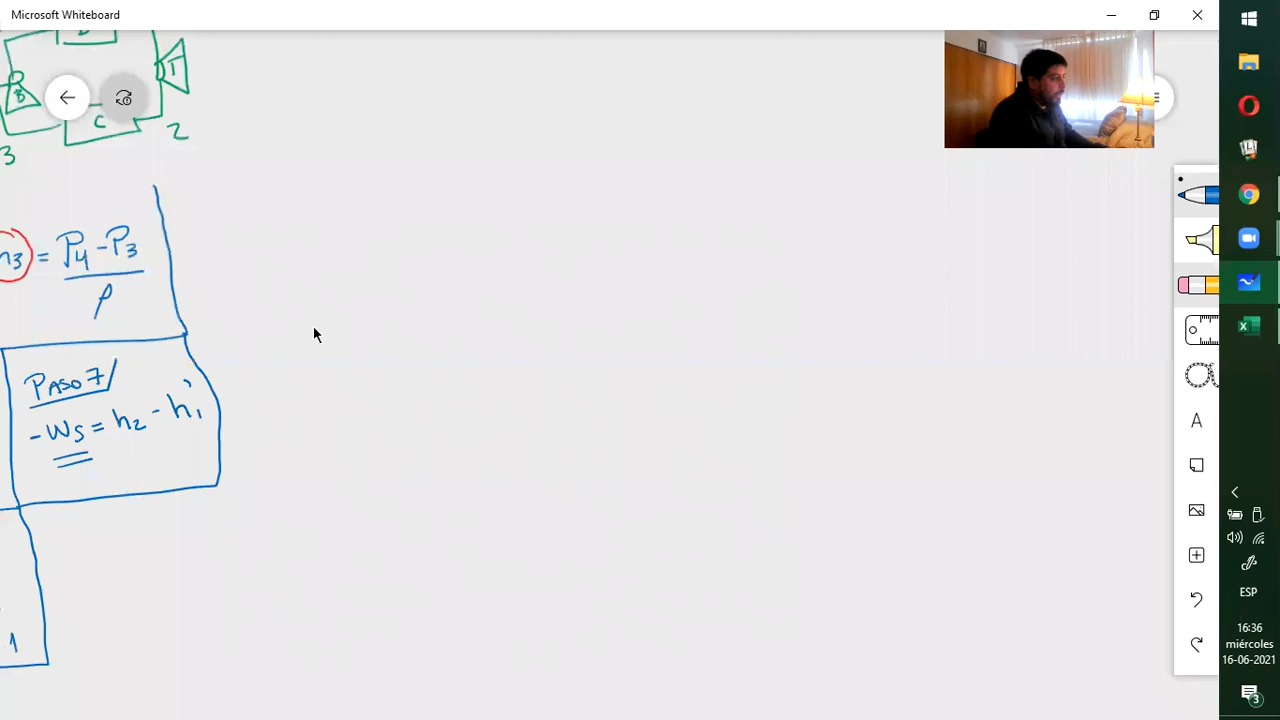 Microsoft Whiteboard
T
B
C
2
3
h3 = P4 - P3
ρ
PASO 7/
- Ws = h2 - h'1
1
A
ESP
16:36
miércoles
16-06-2021
3